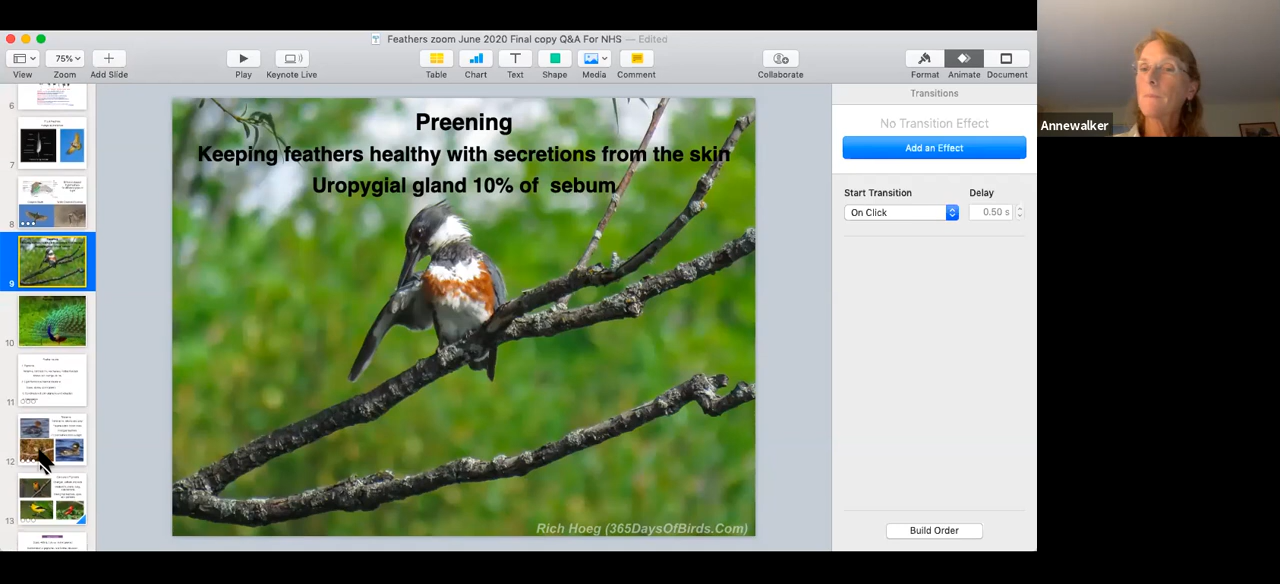 Feathers zoom June 2020 Final copy Q&A For NHS — Edited
75%
View
Zoom
Add Slide
Play
Keynote Live
Table
Chart
Text
Shape
Media
Comment
Collaborate
Format
Animate
Document
Transitions
No Transition Effect
Add an Effect
Start Transition
Delay
On Click
0.50 s
Build Order
6
7
8
9
10
11
12
13
Preening
Keeping feathers healthy with secretions from the skin
Uropygial gland 10% of sebum
Rich Hoeg (365DaysOfBirds.Com)
Annewalker